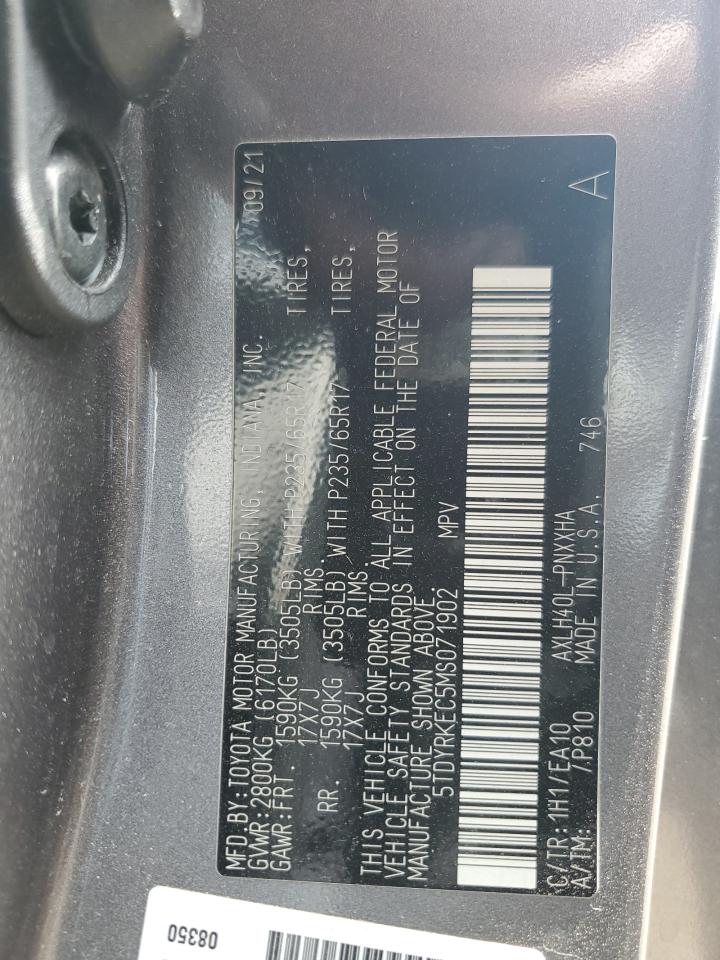 MFD.BY:TOYOTA MOTOR MANUFACTURING, INDIANA, INC. 09/21
GVWR:2800KG (6170LB)
GAWR:FRT. 1590KG (3505LB) WITH P235/65R17 TIRES,
17X7J RIMS.
RR. 1590KG (3505LB) WITH P235/65R17 TIRES,
17X7J RIMS.
THIS VEHICLE CONFORMS TO ALL APPLICABLE FEDERAL MOTOR
VEHICLE SAFETY STANDARDS IN EFFECT ON THE DATE OF
MANUFACTURE SHOWN ABOVE.
5TDYRKEC5MS071902 MPV
C/TR:1H1/EA10 AXLH40L-PNXXHA
A/TM: /P810 MADE IN U.S.A. 746 A
08350